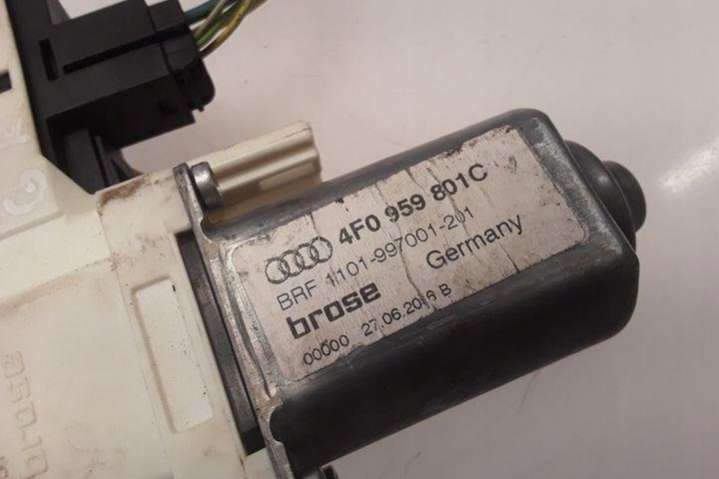 4F0 959 801C
BRF 1101-997001-201
brose Germany
00000 27.06.2006 B
brose